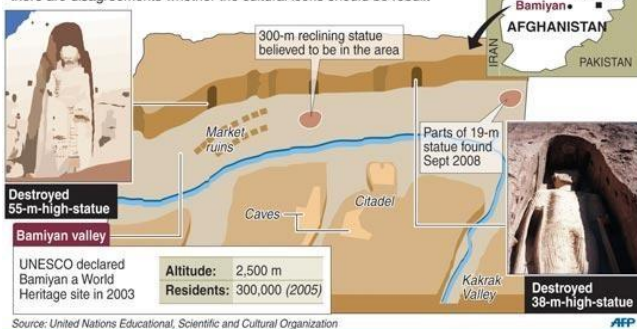 Bamiyan
AFGHANISTAN
IRAN
PAKISTAN
300-m reclining statue
believed to be in the area
Market
ruins
Parts of 19-m
statue found
Sept 2008
Destroyed
55-m-high-statue
Citadel
Caves
Bamiyan valley
UNESCO declared
Bamiyan a World
Heritage site in 2003
Altitude: 2,500 m
Residents: 300,000 (2005)
Kakrak
Valley
Destroyed
38-m-high-statue
Source: United Nations Educational, Scientific and Cultural Organization
AFP